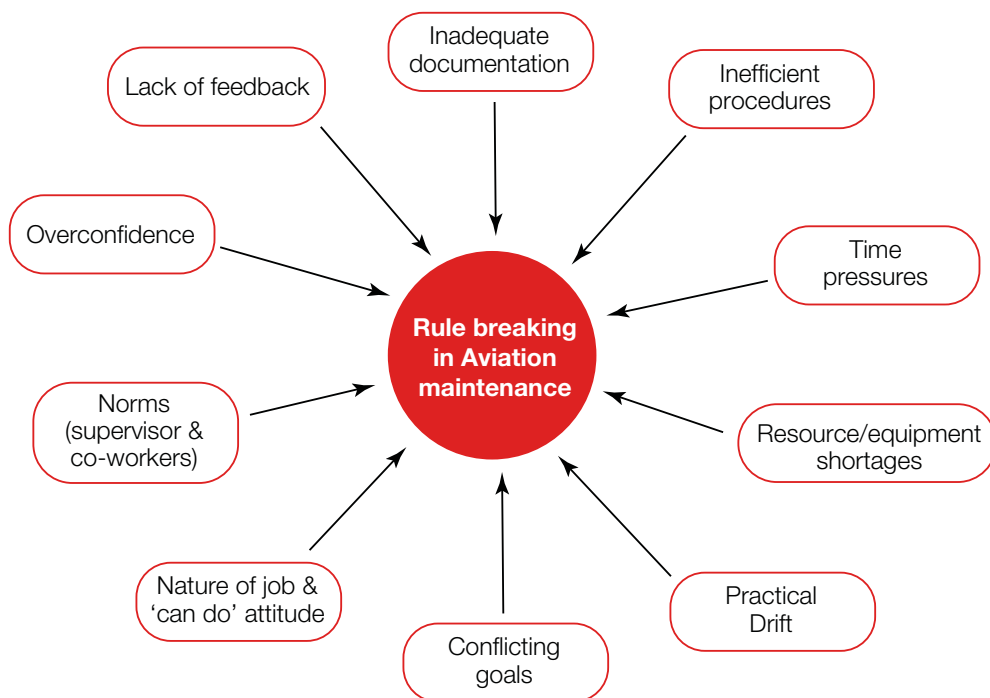 Inadequate
documentation
Lack of feedback
Inefficient
procedures
Overconfidence
Time
pressures
Rule breaking
in Aviation
maintenance
Norms
(supervisor &
co-workers)
Resource/equipment
shortages
Nature of job &
‘can do’ attitude
Practical
Drift
Conflicting
goals